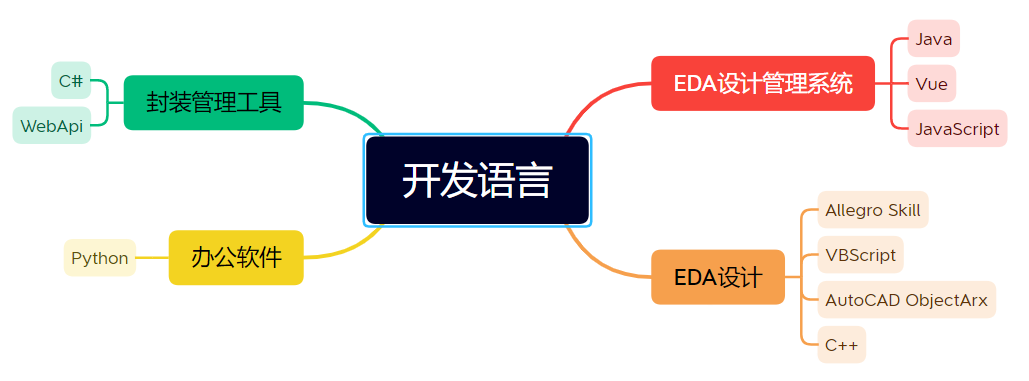 开发语言
EDA设计管理系统
Java
Vue
JavaScript
EDA设计
Allegro Skill
VBScript
AutoCAD ObjectArx
C++
封装管理工具
C#
WebApi
办公软件
Python